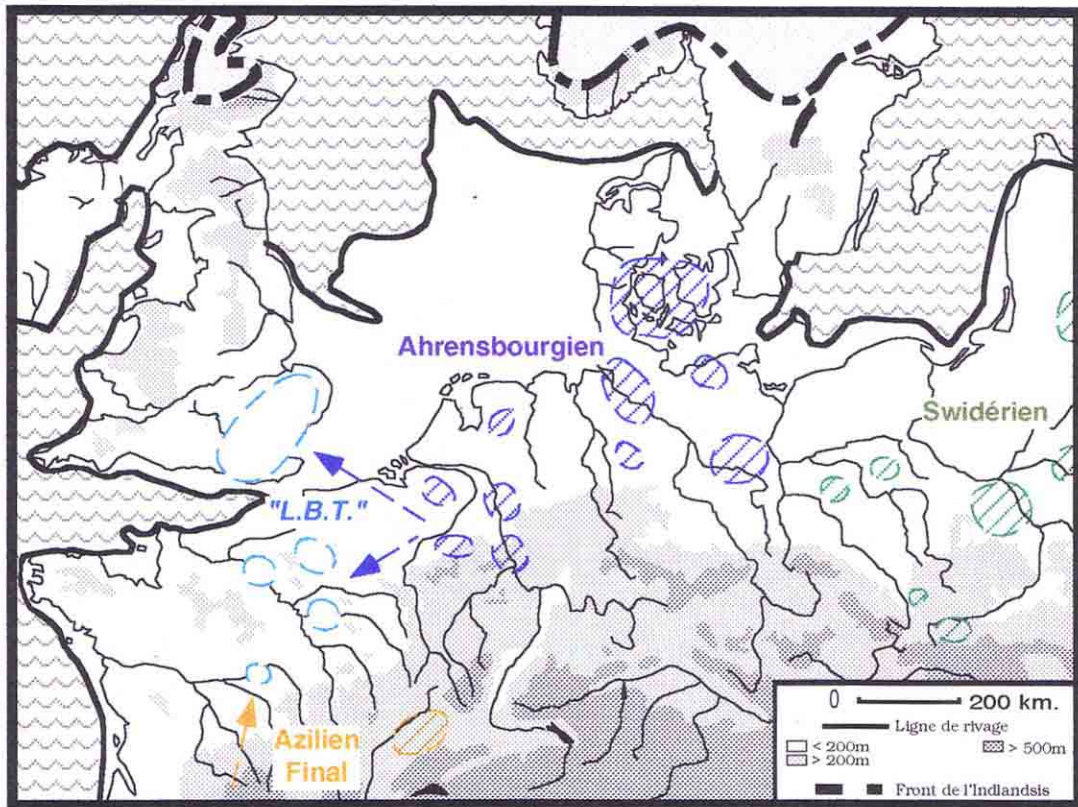 Ahrensbourgien
Swidérien
"L.B.T."
Azilien
Final
0 200 km.
Ligne de rivage
< 200m > 500m
> 200m
Front de l'Indlandsis